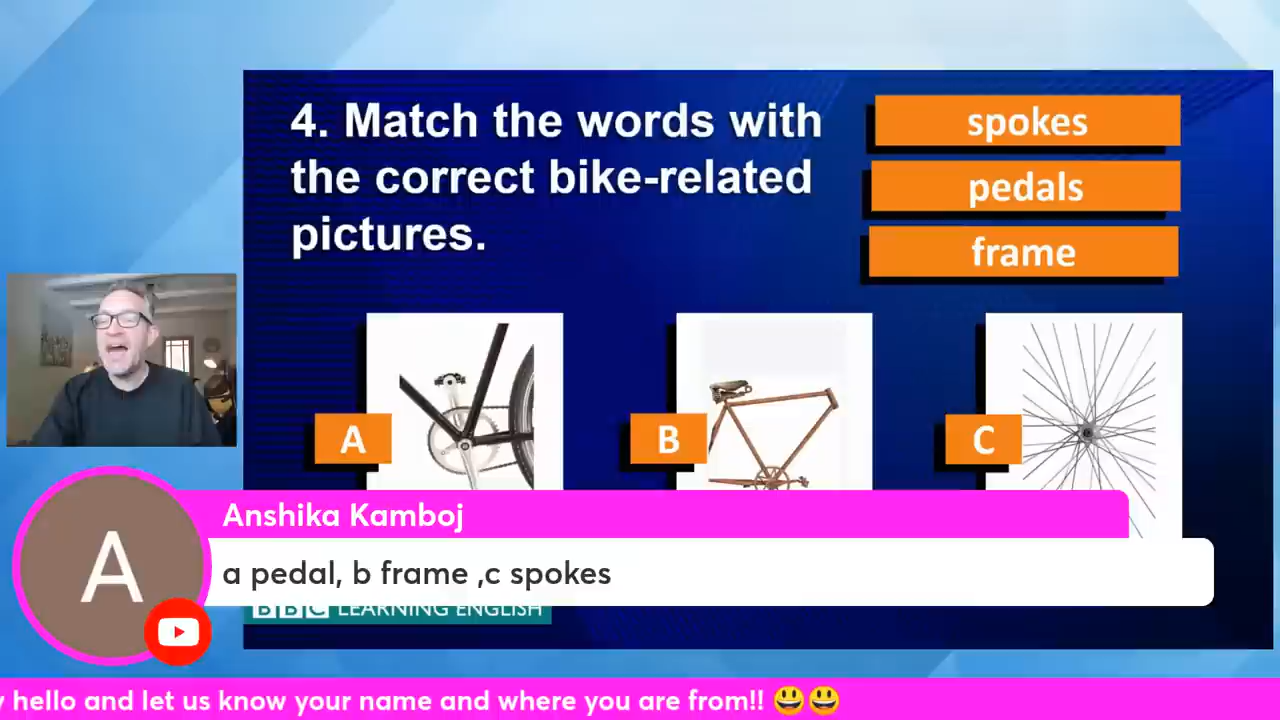 4. Match the words with
the correct bike-related
pictures.
spokes
pedals
frame
A
B
C
Anshika Kamboj
A
a pedal, b frame ,c spokes
BBC LEARNING ENGLISH
hello and let us know your name and where you are from!! 😃😃